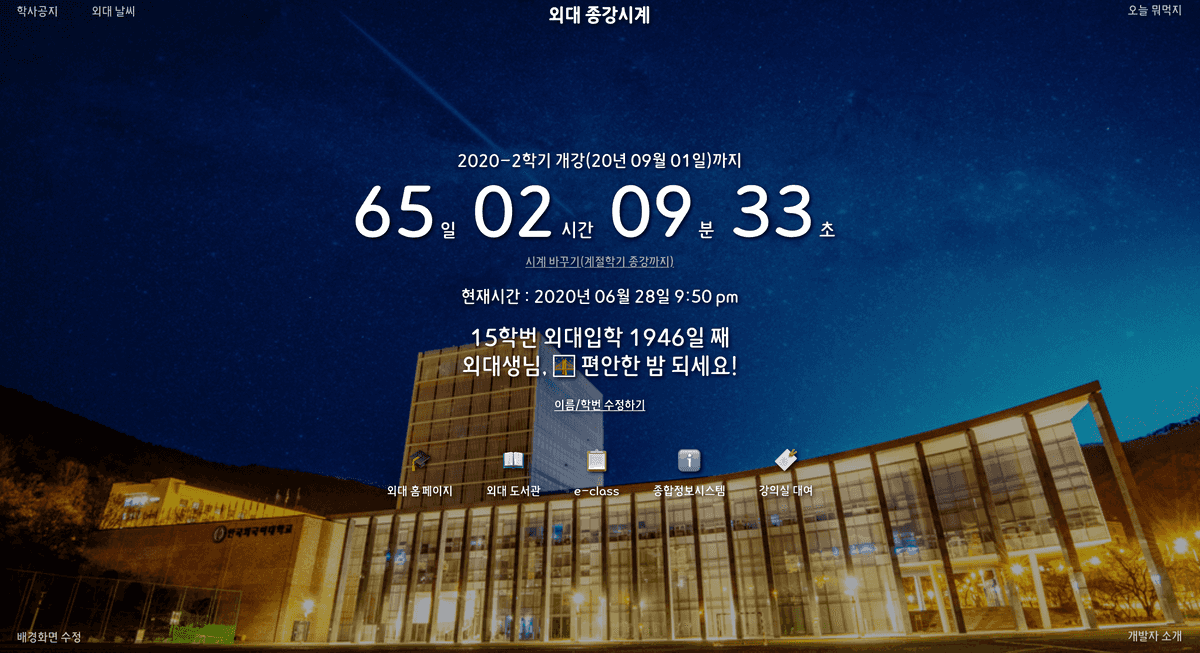 학사공지
외대 날씨
외대 종강시계
오늘 뭐먹지
2020-2학기 개강(20년 09월 01일)까지
65일 02시간 09분 33초
시계 바꾸기(계절학기 종강까지)
현재시간 : 2020년 06월 28일 9:50 pm
15학번 외대입학 1946일 째
외대생님, 🌉 편안한 밤 되세요!
이름/학번 수정하기
외대 홈페이지
외대 도서관
e-class
종합정보시스템
강의실 대여
한국외국어대학교
배경화면 수정
개발자 소개